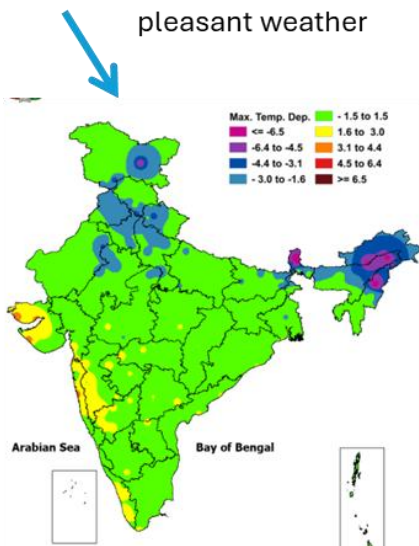 pleasant weather
Max. Temp. Dep.
<= -6.5
-6.4 to -4.5
-4.4 to -3.1
- 3.0 to -1.6
- 1.5 to 1.5
1.6 to 3.0
3.1 to 4.4
4.5 to 6.4
>= 6.5
Arabian Sea
Bay of Bengal